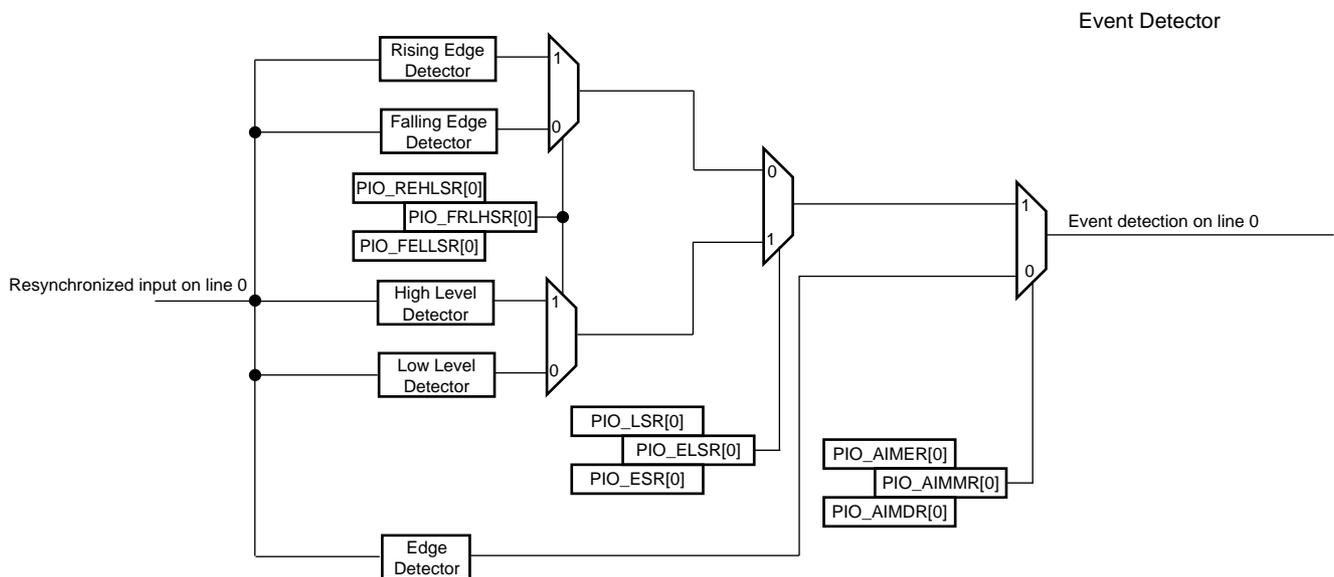 Event Detector
Rising Edge
Detector
1
Falling Edge
Detector
0
PIO_REHLSR[0]
PIO_FRLHSR[0]
PIO_FELLSR[0]
0
1
1
Event detection on line 0
0
Resynchronized input on line 0
High Level
Detector
1
Low Level
Detector
0
PIO_LSR[0]
PIO_ELSR[0]
PIO_ESR[0]
PIO_AIMER[0]
PIO_AIMMR[0]
PIO_AIMDR[0]
Edge
Detector